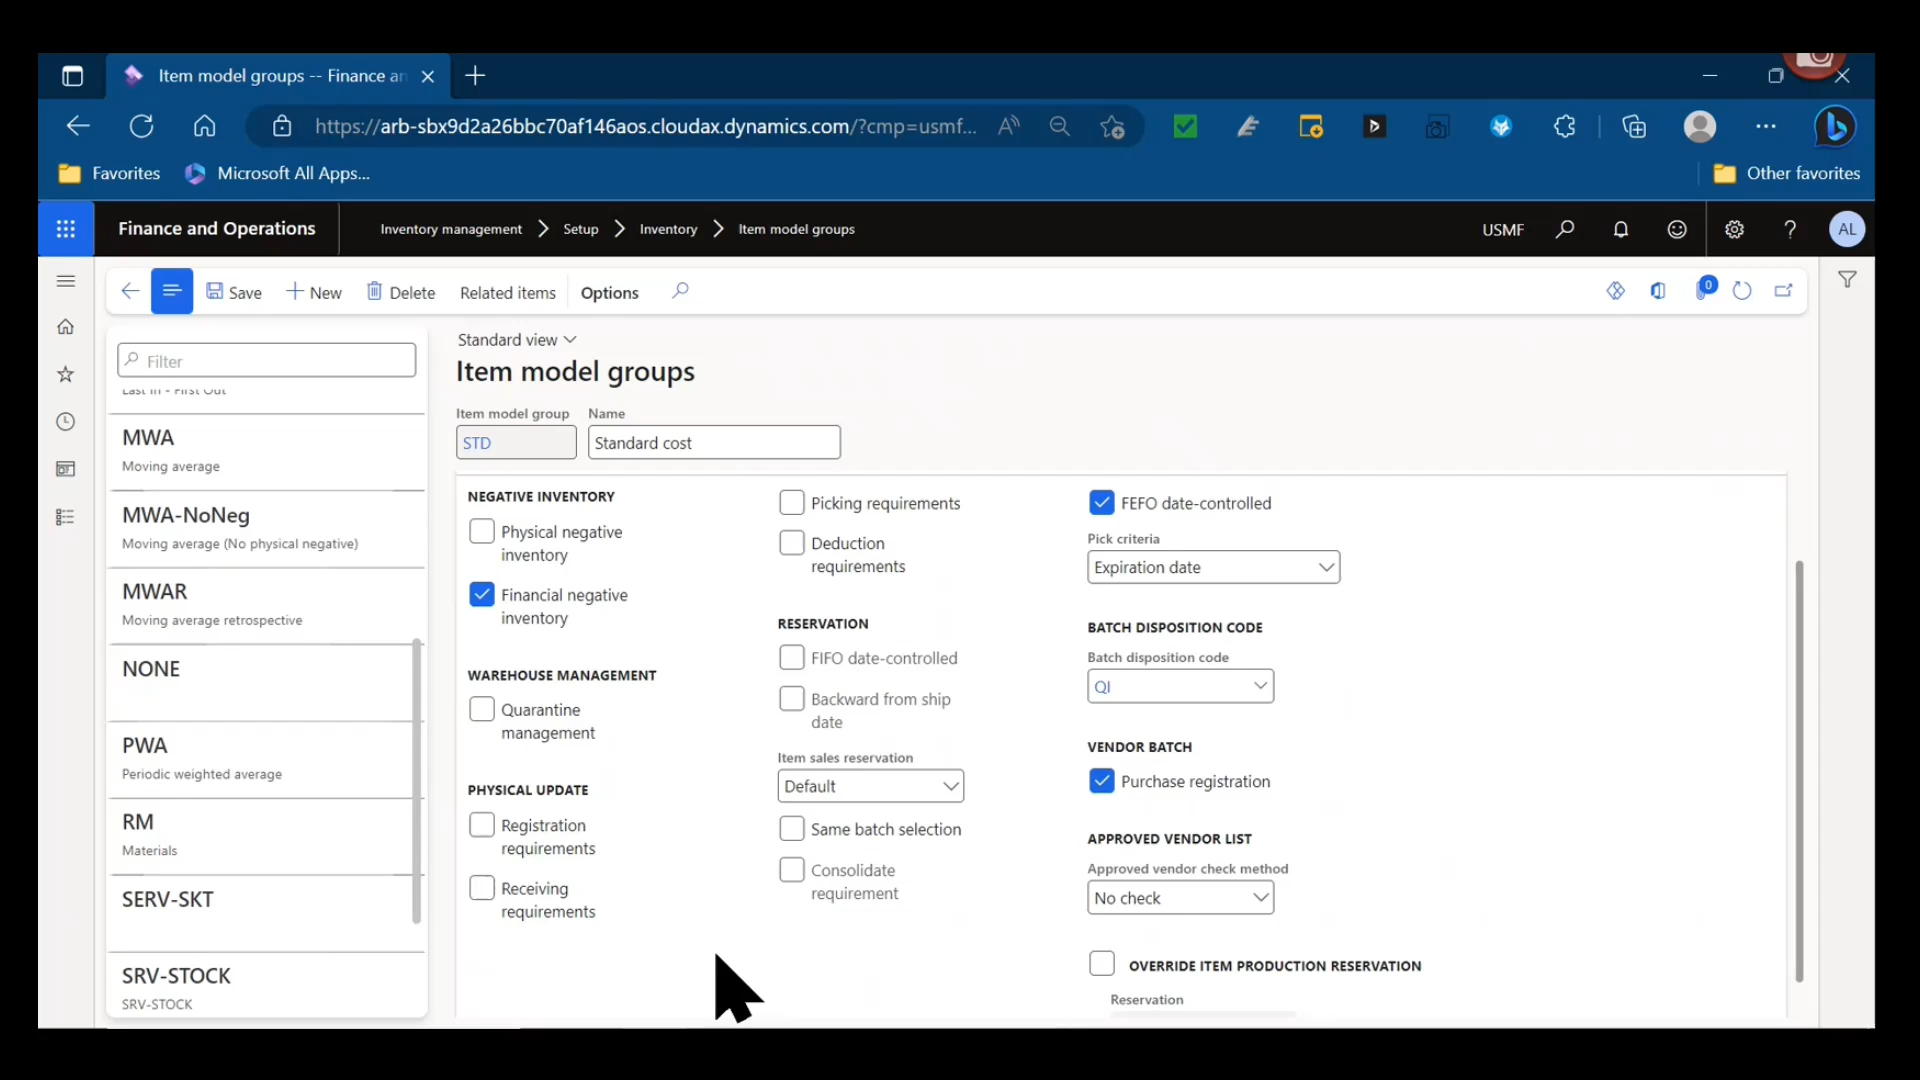 Item model groups -- Finance an
https://arb-sbx9d2a26bbc70af146aos.cloudax.dynamics.com/?cmp=usmf...
Favorites
Microsoft All Apps...
Other favorites
Finance and Operations
Inventory management
Setup
Inventory
Item model groups
USMF
?
AL
Save
New
Delete
Related items
Options
0
Filter
Last In - First Out
MWA
Moving average
MWA-NoNeg
Moving average (No physical negative)
MWAR
Moving average retrospective
NONE
PWA
Periodic weighted average
RM
Materials
SERV-SKT
SRV-STOCK
SRV-STOCK
Standard view
Item model groups
Item model group
Name
STD
Standard cost
NEGATIVE INVENTORY
Physical negative
inventory
Financial negative
inventory
WAREHOUSE MANAGEMENT
Quarantine
management
PHYSICAL UPDATE
Registration
requirements
Receiving
requirements
Picking requirements
Deduction
requirements
RESERVATION
FIFO date-controlled
Backward from ship
date
Item sales reservation
Default
Same batch selection
Consolidate
requirement
FEFO date-controlled
Pick criteria
Expiration date
BATCH DISPOSITION CODE
Batch disposition code
QI
VENDOR BATCH
Purchase registration
APPROVED VENDOR LIST
Approved vendor check method
No check
OVERRIDE ITEM PRODUCTION RESERVATION
Reservation